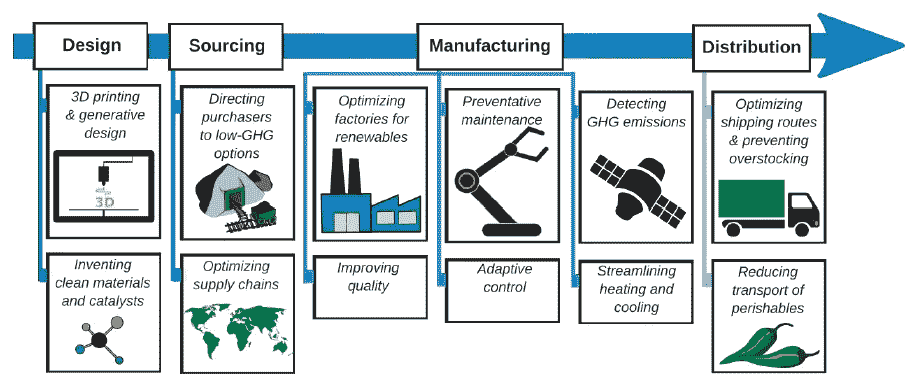 Design
Sourcing
Manufacturing
Distribution
3D printing
& generative
design
3D
Inventing
clean materials
and catalysts
Directing
purchasers
to low-GHG
options
Optimizing
supply chains
Optimizing
factories for
renewables
Improving
quality
Preventative
maintenance
Adaptive
control
Detecting
GHG emissions
Streamlining
heating and
cooling
Optimizing
shipping routes
& preventing
overstocking
Reducing
transport of
perishables